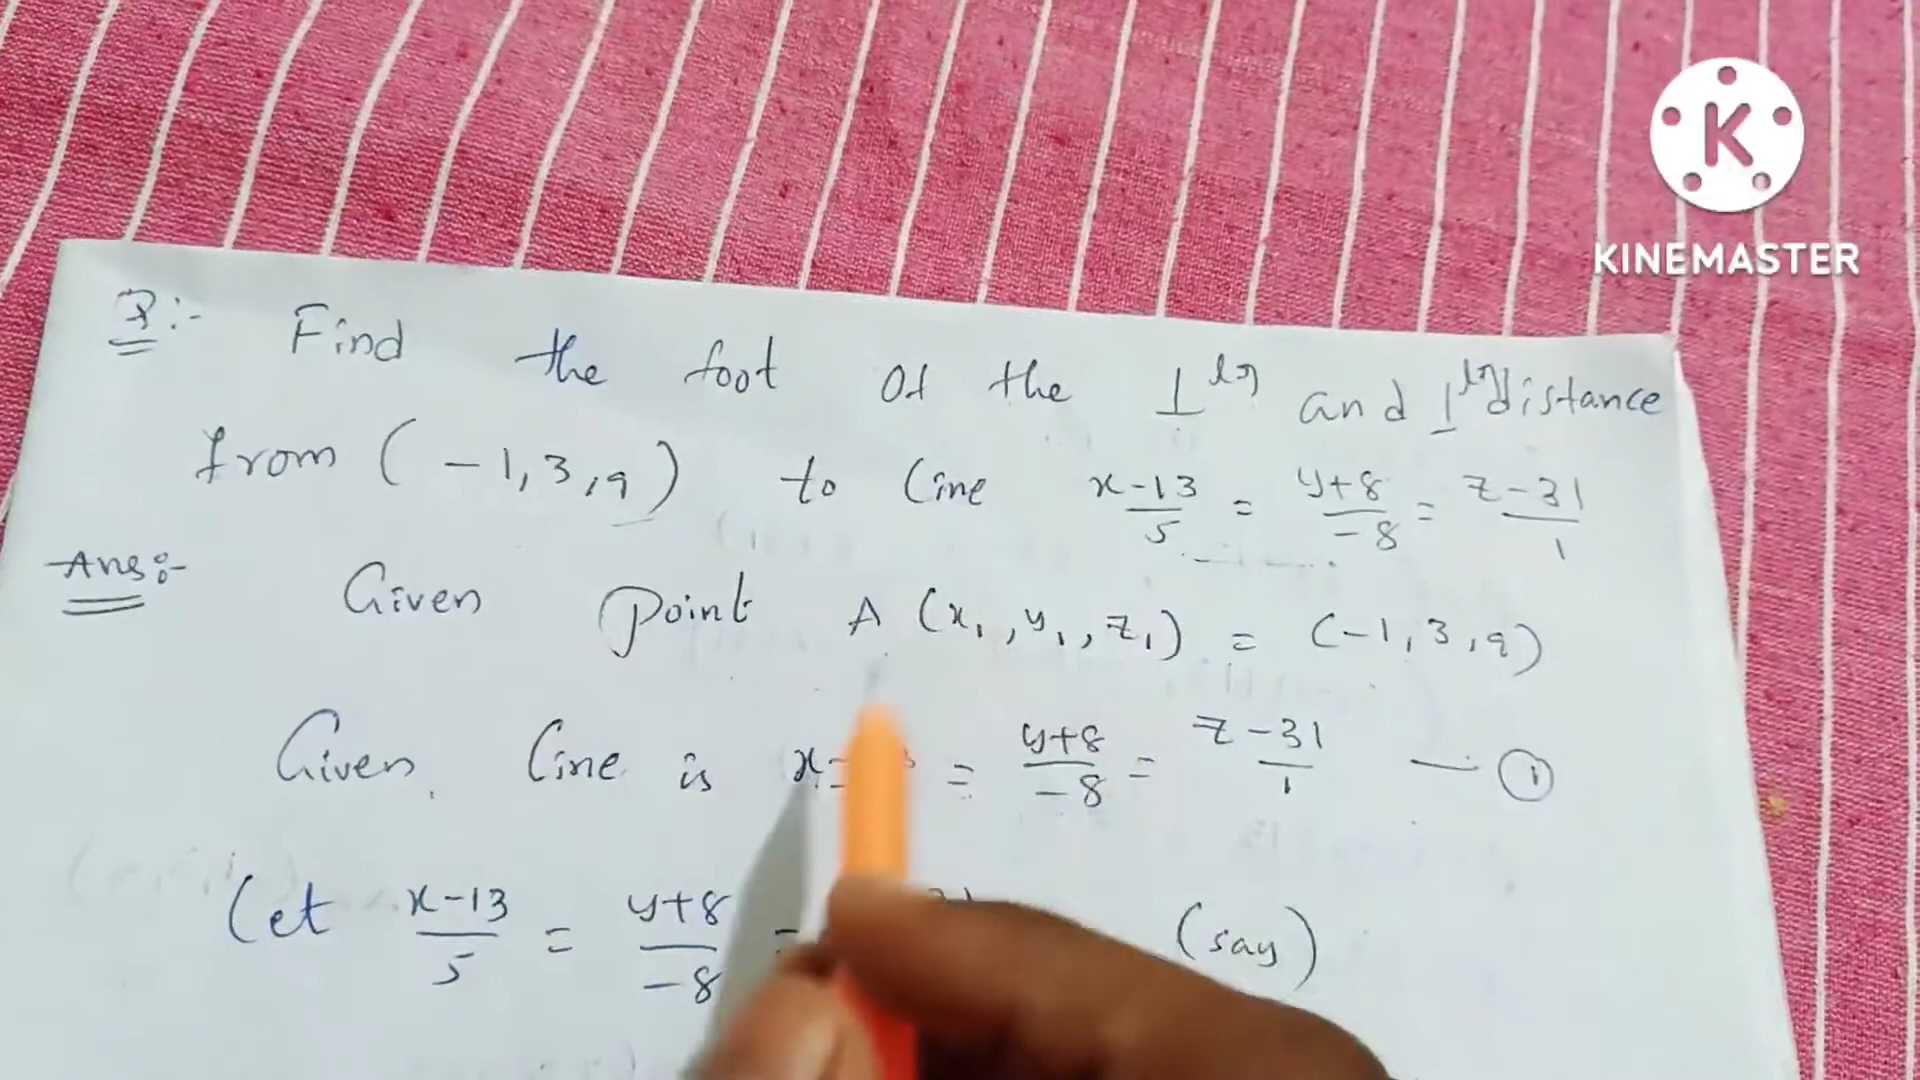 K
KINEMASTER
Q:- Find the foot of the ⊥lr and ⊥lr distance
from (-1,3,9) to line x-13/5 = y+8/-8 = z-31/1
Ans:- Given point A (x₁,y₁,z₁) = (-1,3,9)
Given line is = y+8/-8 = z-31/1 — ①
Let x-13/5 = y+8/-8 = (say)